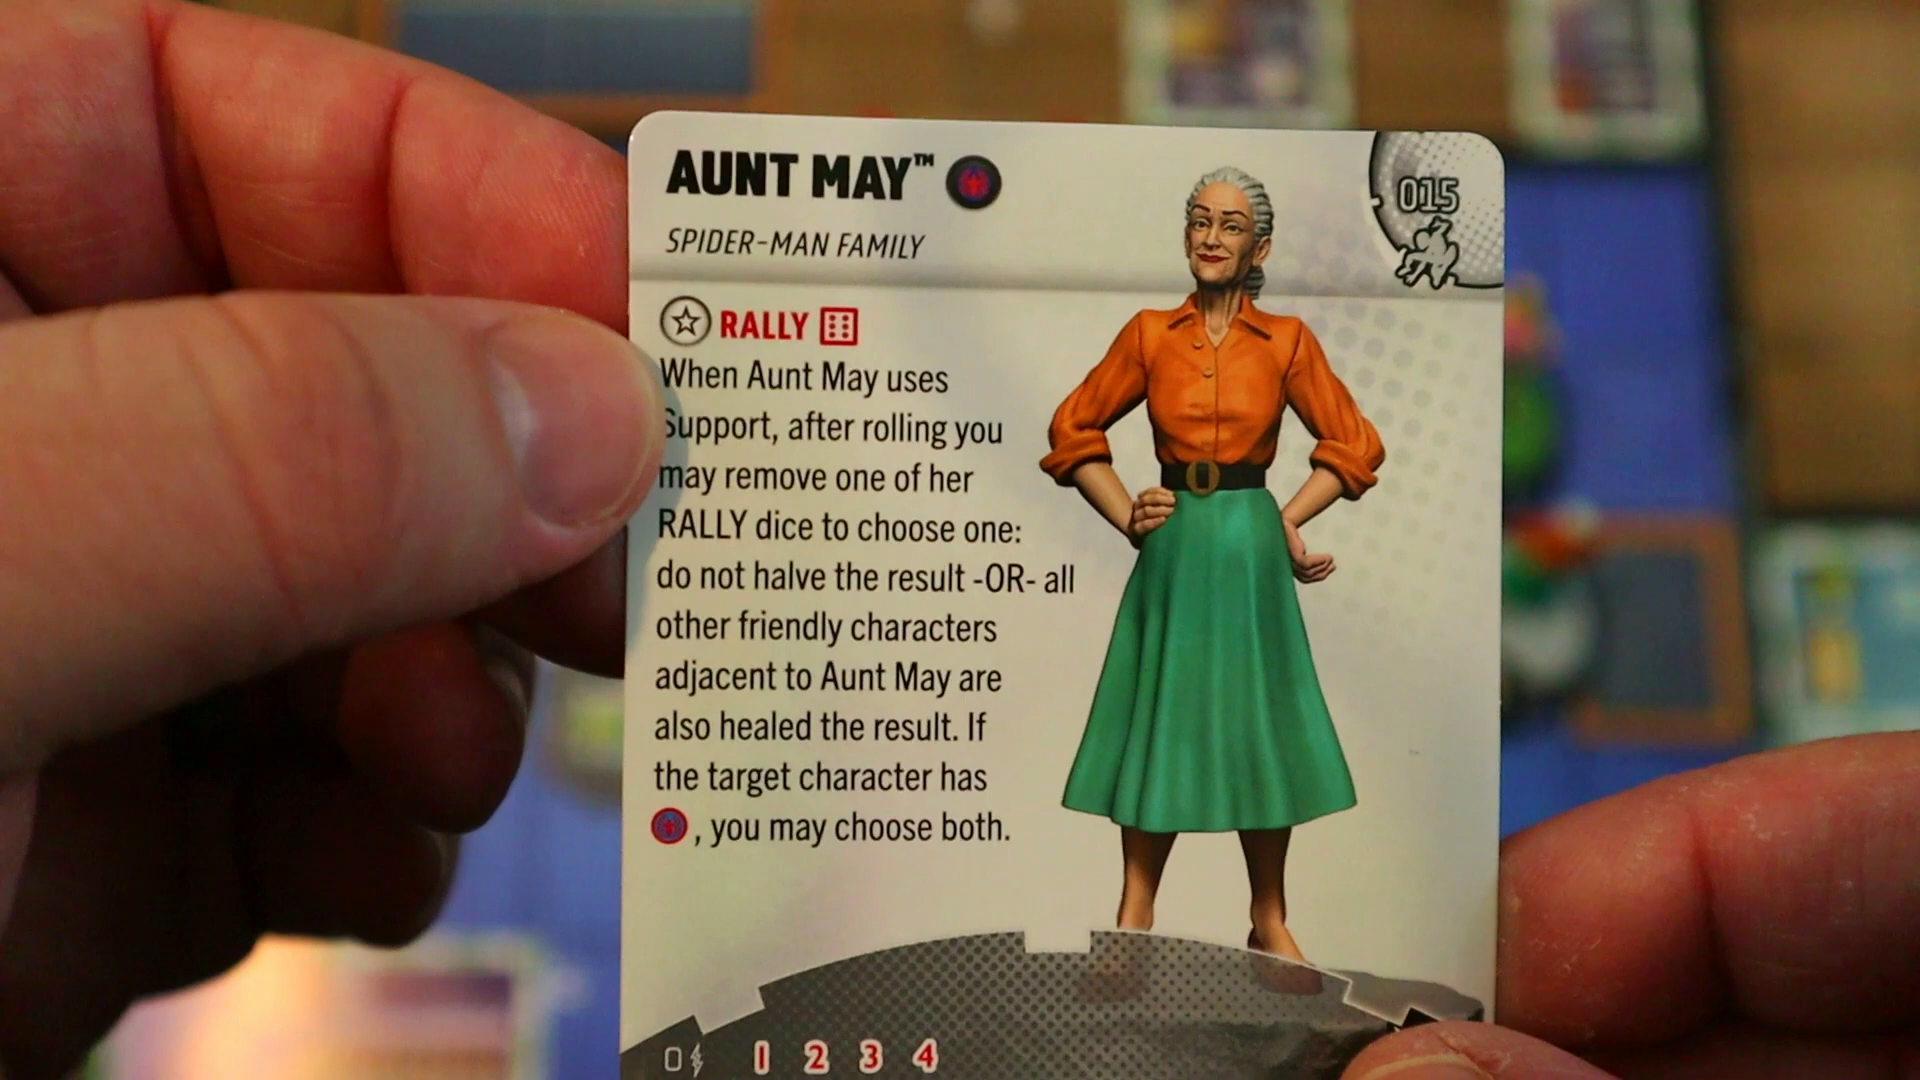 AUNT MAY™
SPIDER-MAN FAMILY
015
RALLY
When Aunt May uses
Support, after rolling you
may remove one of her
RALLY dice to choose one:
do not halve the result -OR- all
other friendly characters
adjacent to Aunt May are
also healed the result. If
the target character has
, you may choose both.
0 1 2 3 4